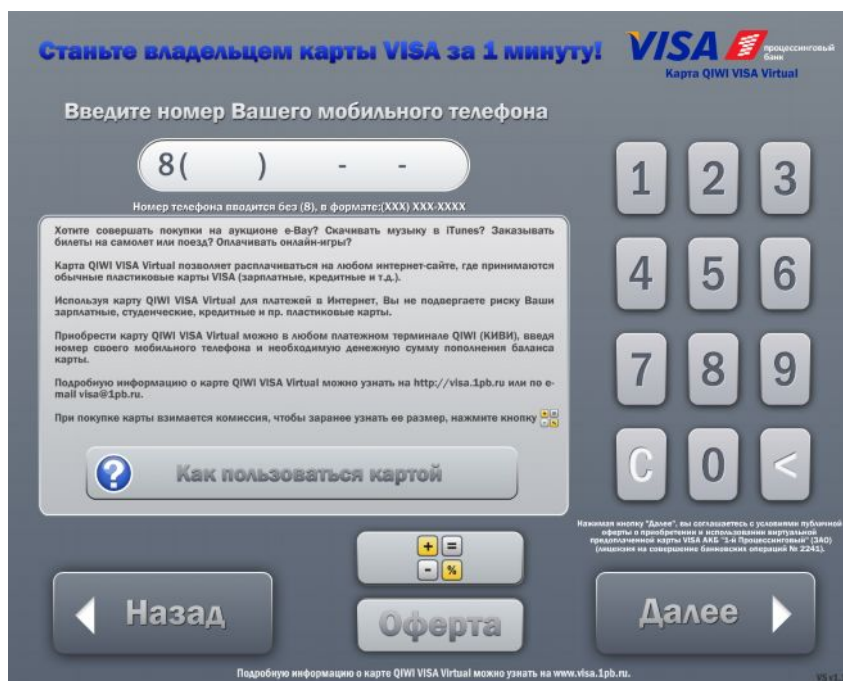 Станьте владельцем карты VISA за 1 минуту!
VISA
процессинговый
банк
Карта QIWI VISA Virtual
Введите номер Вашего мобильного телефона
8(      )      -    -
Номер телефона вводится без (8), в формате:(XXX) XXX-XXXX
Хотите совершать покупки на аукционе e-Bay? Скачивать музыку в iTunes? Заказывать
билеты на самолет или поезд? Оплачивать онлайн-игры?
Карта QIWI VISA Virtual позволяет расплачиваться на любом интернет-сайте, где принимаются
обычные пластиковые карты VISA (зарплатные, кредитные и т.д.).
Используя карту QIWI VISA Virtual для платежей в Интернет, Вы не подвергаете риску Ваши
зарплатные, студенческие, кредитные и пр. пластиковые карты.
Приобрести карту QIWI VISA Virtual можно в любом платежном терминале QIWI (КИВИ), введя
номер своего мобильного телефона и необходимую денежную сумму пополнения баланса
карты.
Подробную информацию о карте QIWI VISA Virtual можно узнать на http://visa.1pb.ru или по e-
mail visa@1pb.ru.
При покупке карты взимается комиссия, чтобы заранее узнать ее размер, нажмите кнопку
? Как пользоваться картой
1 2 3
4 5 6
7 8 9
C 0 <
Нажимая кнопку "Далее", вы соглашаетесь с условиями публичной
оферты о приобретении и использовании виртуальной
предоплаченной карты VISA АКБ "1-й Процессинговый" (ЗАО)
(лицензия на совершение банковских операций № 2241).
+ =
- %
Назад
Оферта
Далее
Подробную информацию о карте QIWI VISA Virtual можно узнать на www.visa.1pb.ru.